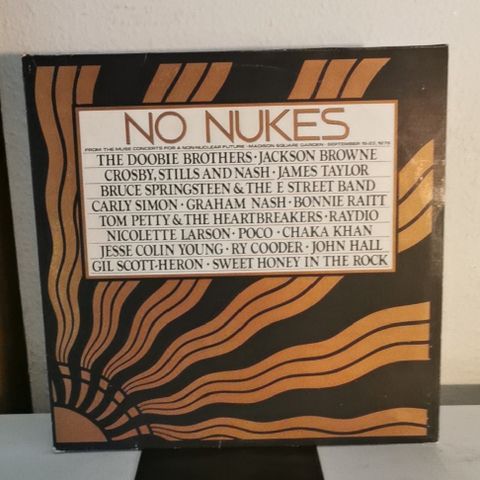 NO NUKES
FROM THE MUSE CONCERTS FOR A NON-NUCLEAR FUTURE · MADISON SQUARE GARDEN · SEPTEMBER 19-23, 1979
THE DOOBIE BROTHERS · JACKSON BROWNE
CROSBY, STILLS AND NASH · JAMES TAYLOR
BRUCE SPRINGSTEEN & THE E STREET BAND
CARLY SIMON · GRAHAM NASH · BONNIE RAITT
TOM PETTY & THE HEARTBREAKERS · RAYDIO
NICOLETTE LARSON · POCO · CHAKA KHAN
JESSE COLIN YOUNG · RY COODER · JOHN HALL
GIL SCOTT-HERON · SWEET HONEY IN THE ROCK